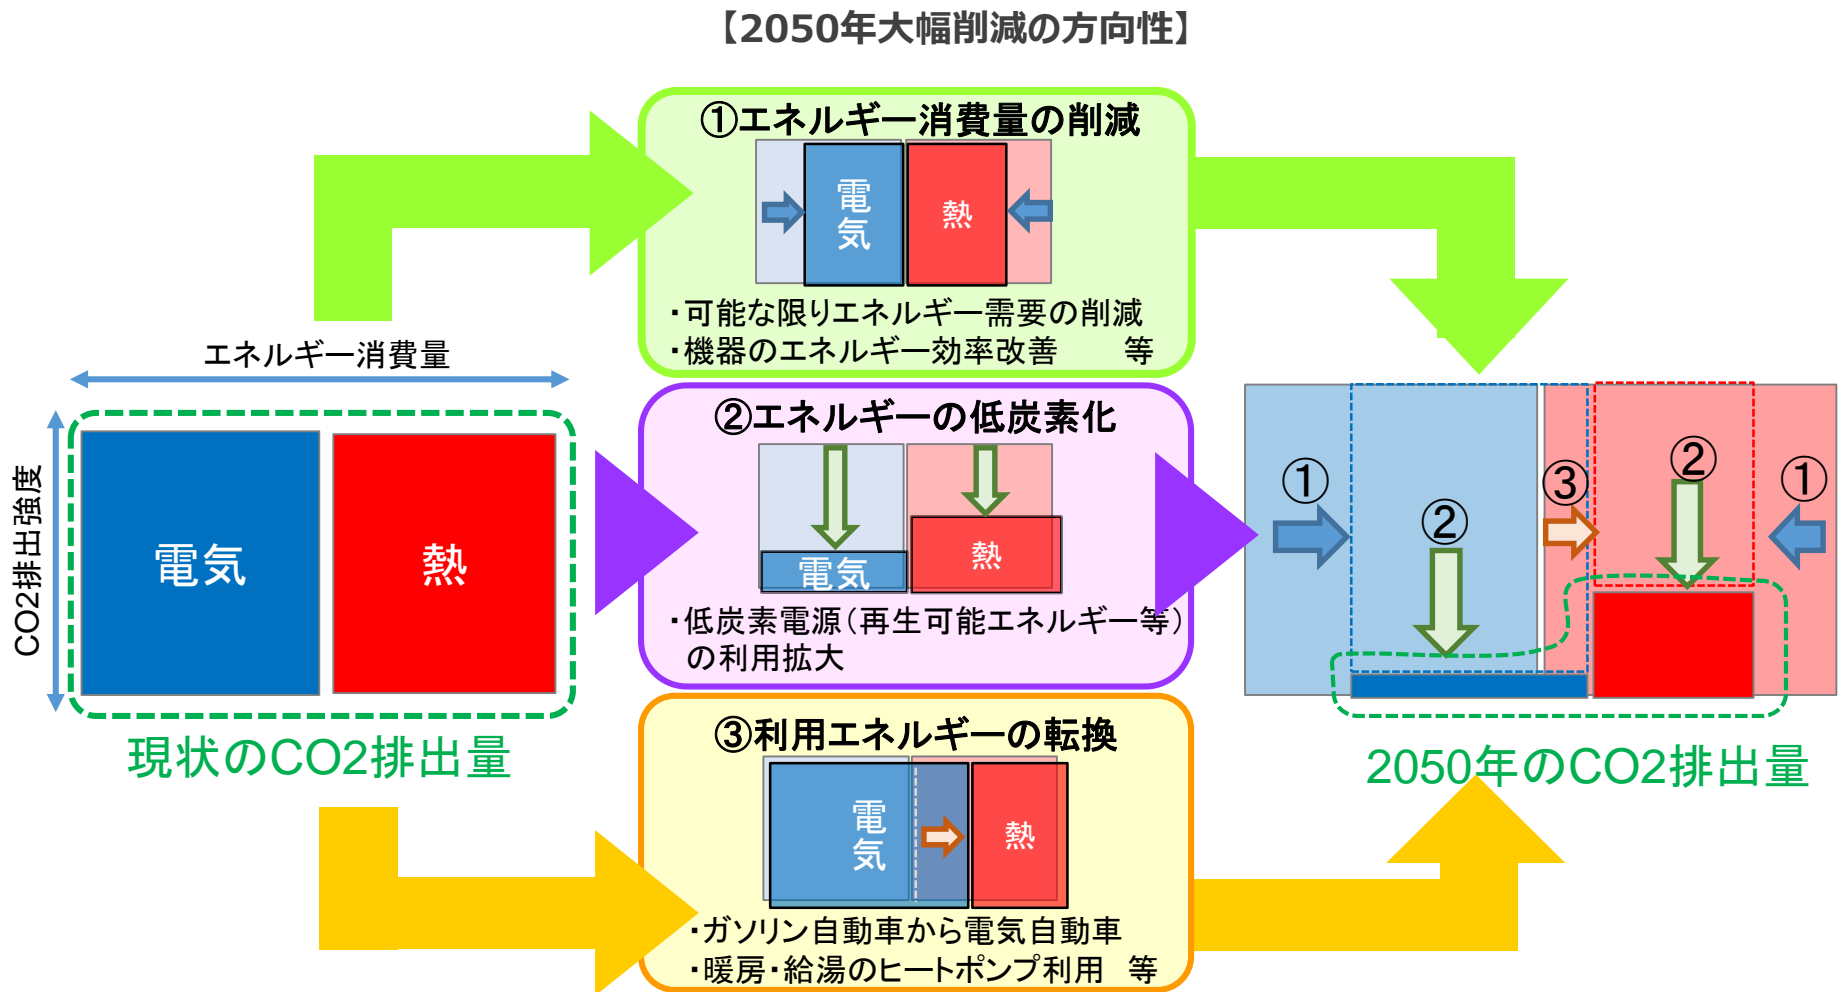 【2050年大幅削減の方向性】
①エネルギー消費量の削減
電気
熱
・可能な限りエネルギー需要の削減
・機器のエネルギー効率改善　等
エネルギー消費量
CO2排出強度
電気
熱
現状のCO2排出量
②エネルギーの低炭素化
電気
熱
・低炭素電源（再生可能エネルギー等）
の利用拡大
③利用エネルギーの転換
電気
熱
・ガソリン自動車から電気自動車
・暖房・給湯のヒートポンプ利用　等
①
②
③
②
①
2050年のCO2排出量